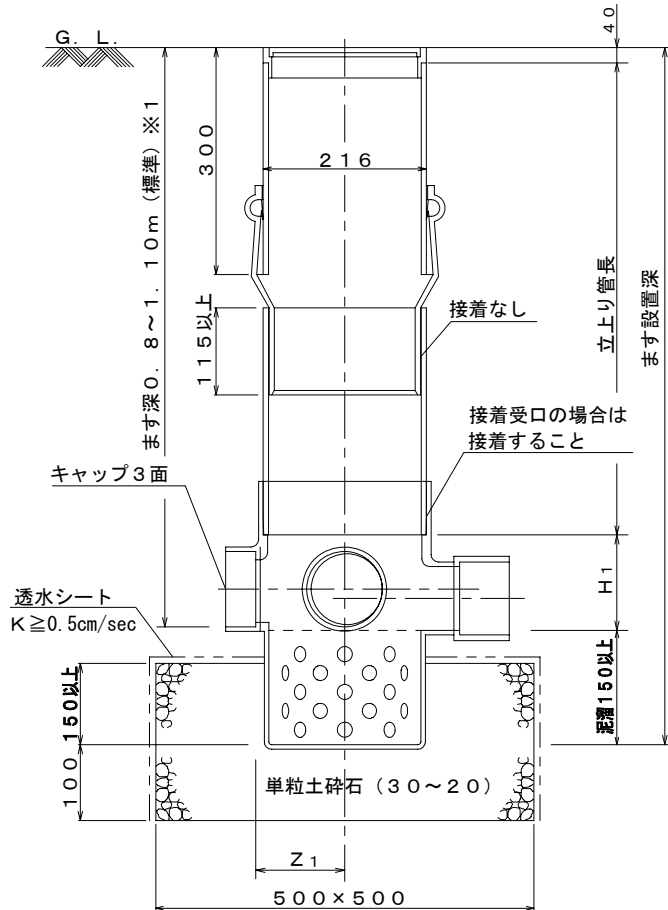 G. L.
40
ます深0. 8~1. 10m (標準) ※1
300
216
立上り管長
ます設置深
115以上
接着なし
接着受口の場合は
接着すること
キャップ3面
H1
透水シート
K≧0.5cm/sec
150以上
泥溜150以上
100
単粒土砕石 (30~20)
Z1
500×500